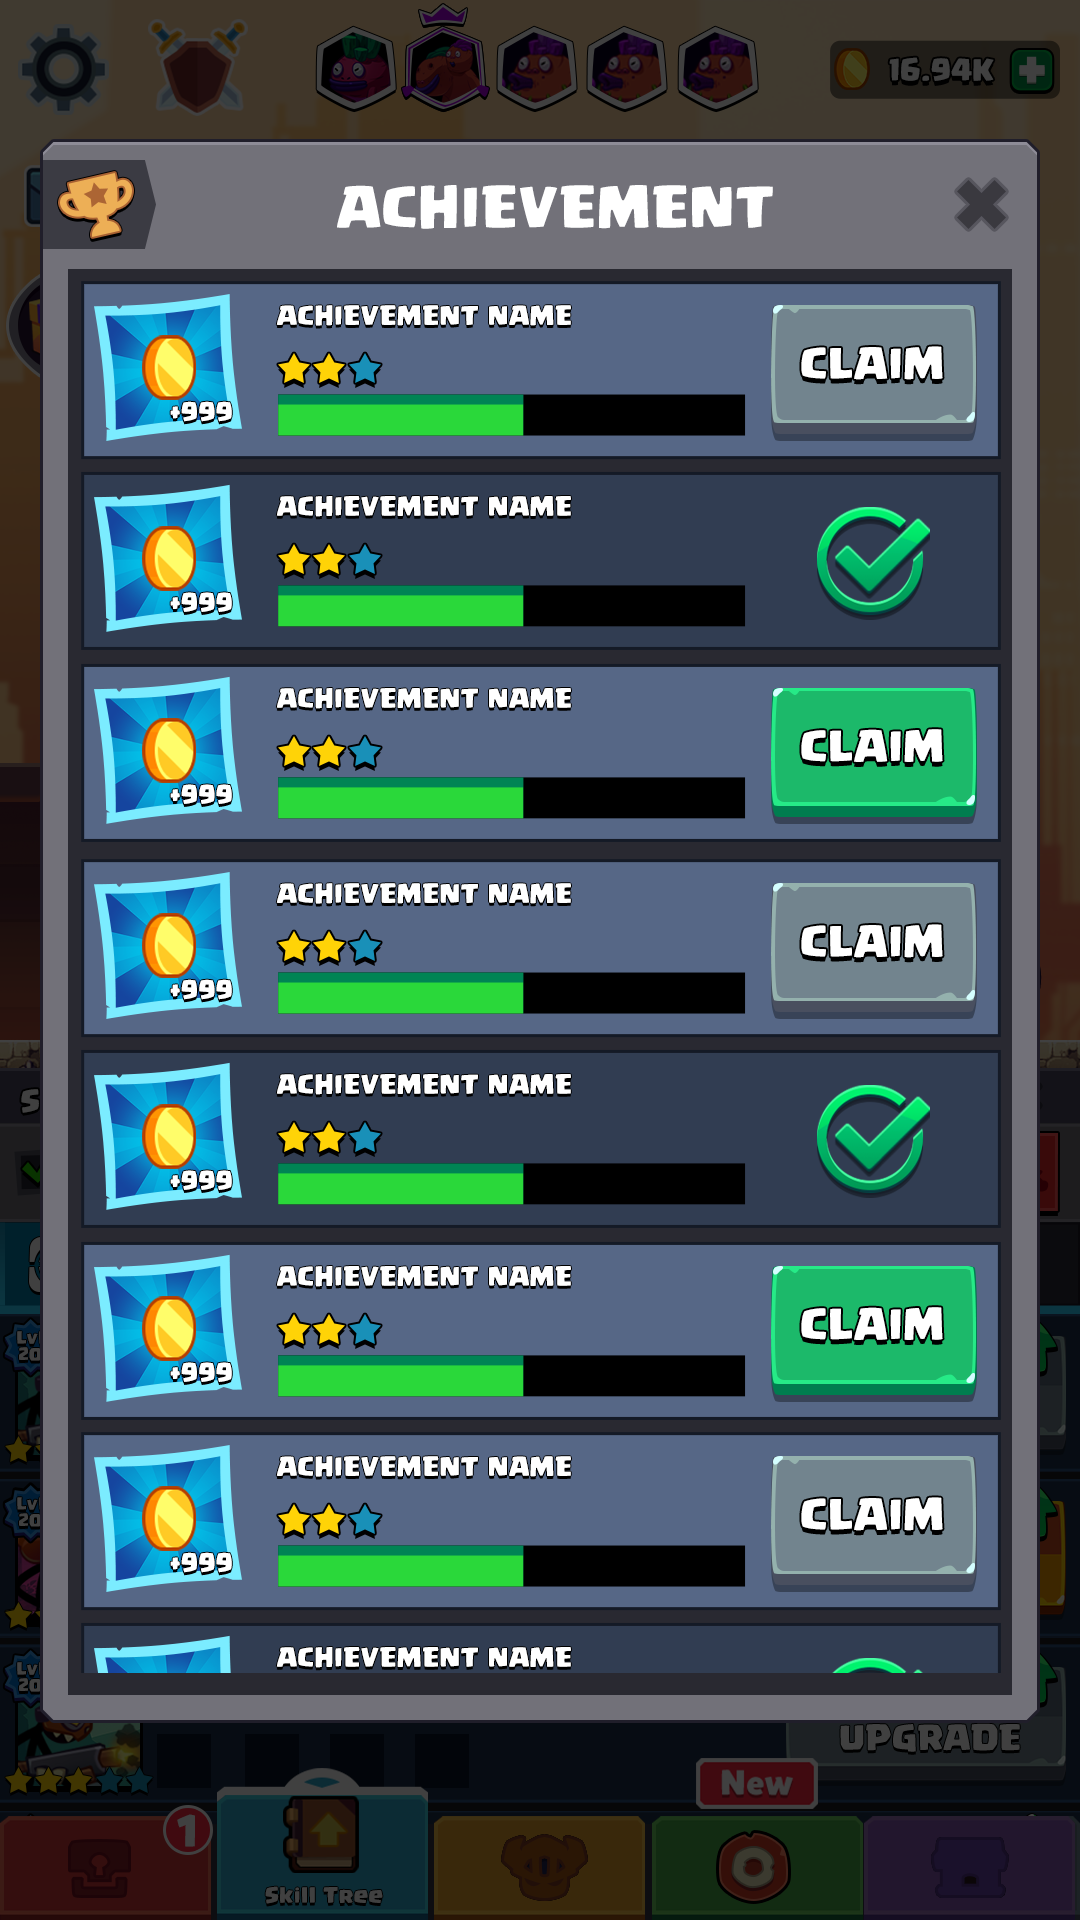 16.94K
ACHIEVEMENT
ACHIEVEMENT NAME
+999
CLAIM
ACHIEVEMENT NAME
+999
ACHIEVEMENT NAME
+999
CLAIM
ACHIEVEMENT NAME
+999
CLAIM
S
ACHIEVEMENT NAME
+999
ACHIEVEMENT NAME
+999
CLAIM
Lv
20
ACHIEVEMENT NAME
+999
CLAIM
Lv
20
ACHIEVEMENT NAME
Lv
20
UPGRADE
New
1
Skill Tree